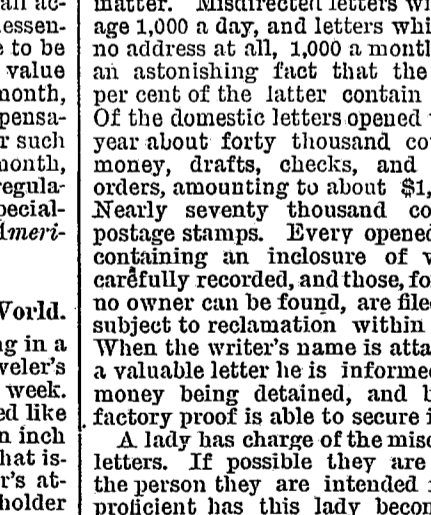 an ac-
essen-
e to be
value
month,
pensa-
r such
month,
regula-
pecial-
Ameri-
World.
ng in a
veler's
week.
ed like
n inch
hat is-
r's at-
holder
matter. Misdirected letters
age 1,000 a day, and letters whi
no address at all, 1,000 a month
an astonishing fact that the
per cent of the latter contain
Of the domestic letters opened
year about forty thousand co
money, drafts, checks, and
orders, amounting to about $1,
Nearly seventy thousand co
postage stamps. Every opened
containing an inclosure of v
carefully recorded, and those, fo
no owner can be found, are file
subject to reclamation within
When the writer's name is atta
a valuable letter he is informe
money being detained, and b
factory proof is able to secure i
A lady has charge of the misd
letters. If possible they are
the person they are intended
proficient has this lady becom